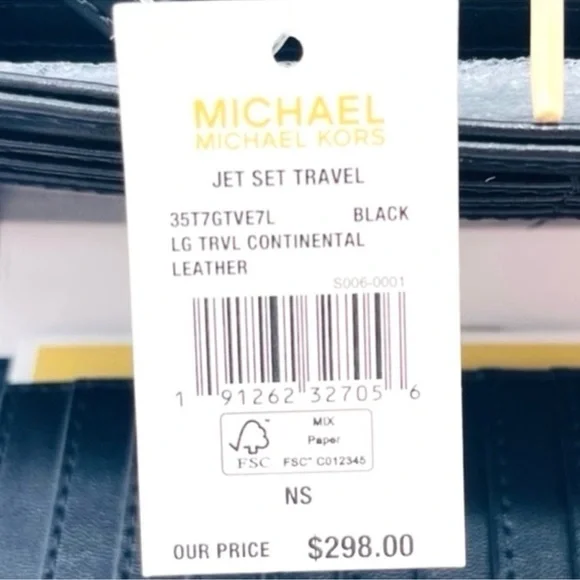 MICHAEL
MICHAEL KORS
JET SET TRAVEL
35T7GTVE7L BLACK
LG TRVL CONTINENTAL
LEATHER
S006-0001
1 91262 32705 6
MIX
Paper
FSC FSC™ C012345
NS
OUR PRICE $298.00